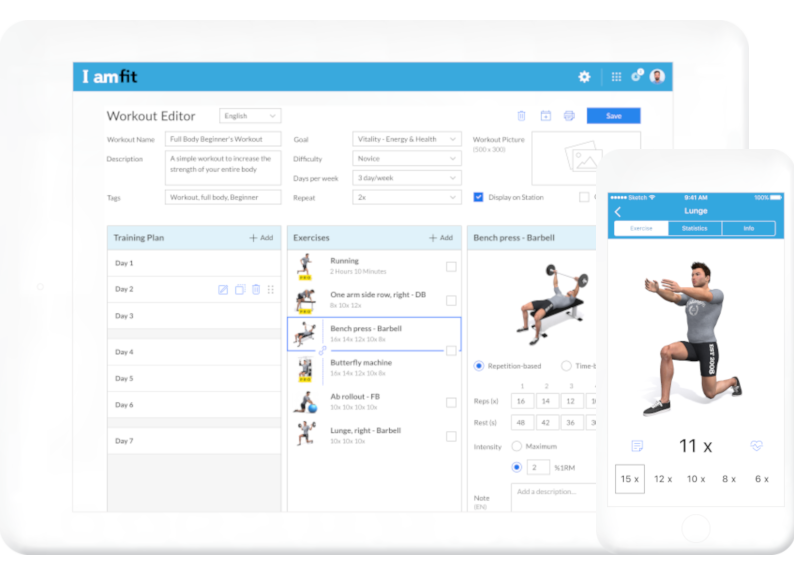 I amfit
Workout Editor English
Save
Workout Name Full Body Beginner's Workout
Description A simple workout to increase the
strength of your entire body
Tags Workout, full body, Beginner
Goal Vitality - Energy & Health
Difficulty Novice
Days per week 3 day/week
Repeat 2x
Workout Picture
(100 x 300)
Display on Station
Training Plan + Add
Day 1
Day 2
Day 3
Day 4
Day 5
Day 6
Day 7
Exercises + Add
Running
2 Hours 10 Minutes
One arm side row, right - DB
8x 10x 12x
Bench press - Barbell
16x 14x 12x 10x 8x
Butterfly machine
16x 14x 12x 10x 8x
Ab rollout - FB
10x 10x 10x 10x
Lunge, right - Barbell
10x 10x 10x
Bench press - Barbell
Repetition-based Time-t
1 2 3
Reps (x) 16 14 12
Rest (s) 48 42 36
Intensity Maximum
2 %1RM
Note Add a description...
(EN)
Sketch 9:41 AM 100%
Lunge
Exercise Statistics Info
11 x
15 x 12 x 10 x 8 x 6 x